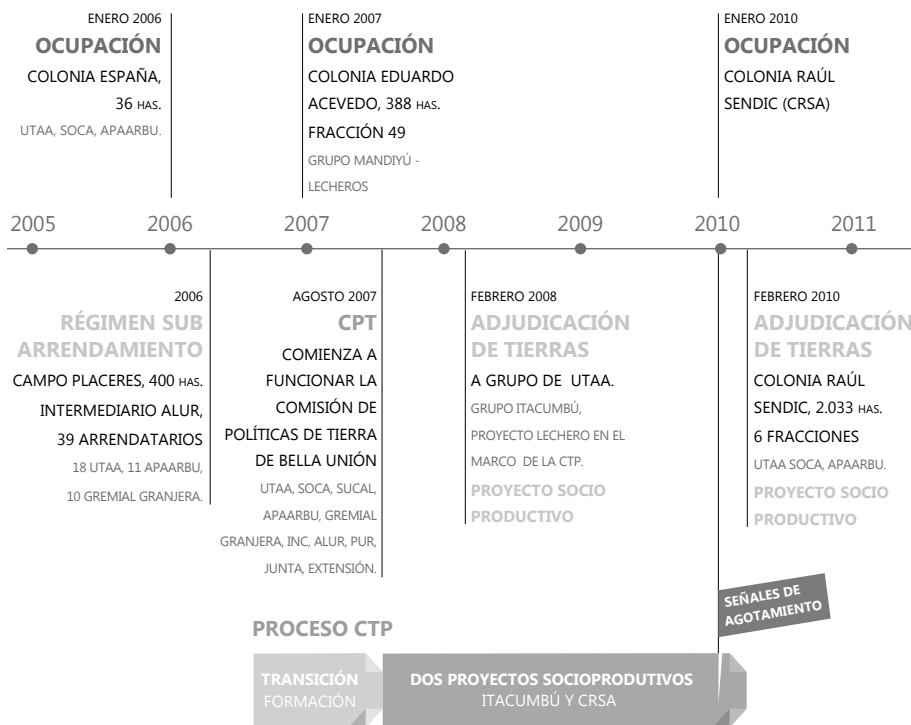 ENERO 2006
OCUPACIÓN
COLONIA ESPAÑA,
36 HAS.
UTAA, SOCA, APAARBU.
ENERO 2007
OCUPACIÓN
COLONIA EDUARDO
ACEVEDO, 388 HAS.
FRACCIÓN 49
GRUPO MANDIYÚ -
LECHEROS
ENERO 2010
OCUPACIÓN
COLONIA RAÚL
SENDIC (CRSA)
2005 2006 2007 2008 2009 2010 2011
2006
RÉGIMEN SUB
ARRENDAMIENTO
CAMPO PLACERES, 400 HAS.
INTERMEDIARIO ALUR,
39 ARRENDATARIOS
18 UTAA, 11 APAARBU,
10 GREMIAL GRANJERA.
AGOSTO 2007
CPT
COMIENZA A
FUNCIONAR LA
COMISIÓN DE
POLÍTICAS DE TIERRA
DE BELLA UNIÓN
UTAA, SOCA, SUCAL,
APAARBU, GREMIAL
GRANJERA, INC, ALUR, PUR,
JUNTA, EXTENSIÓN.
FEBRERO 2008
ADJUDICACIÓN
DE TIERRAS
A GRUPO DE UTAA.
GRUPO ITACUMBÚ,
PROYECTO LECHERO EN EL
MARCO DE LA CTP.
PROYECTO SOCIO
PRODUCTIVO
FEBRERO 2010
ADJUDICACIÓN
DE TIERRAS
COLONIA RAÚL
SENDIC, 2.033 HAS.
6 FRACCIONES
UTAA SOCA, APAARBU.
PROYECTO SOCIO
PRODUCTIVO
SEÑALES DE
AGOTAMIENTO
PROCESO CTP
TRANSICIÓN
FORMACIÓN
DOS PROYECTOS SOCIOPRODUTIVOS
ITACUMBÚ Y CRSA